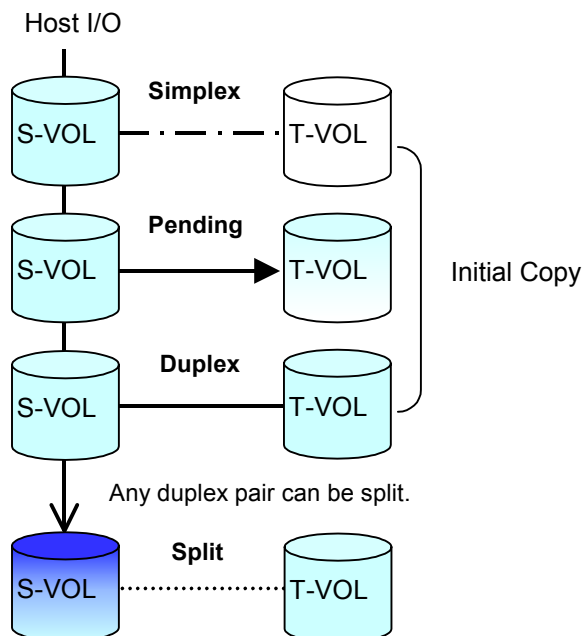 Host I/O
Simplex
S-VOL
T-VOL
Pending
S-VOL
T-VOL
Initial Copy
Duplex
S-VOL
T-VOL
Any duplex pair can be split.
Split
S-VOL
T-VOL